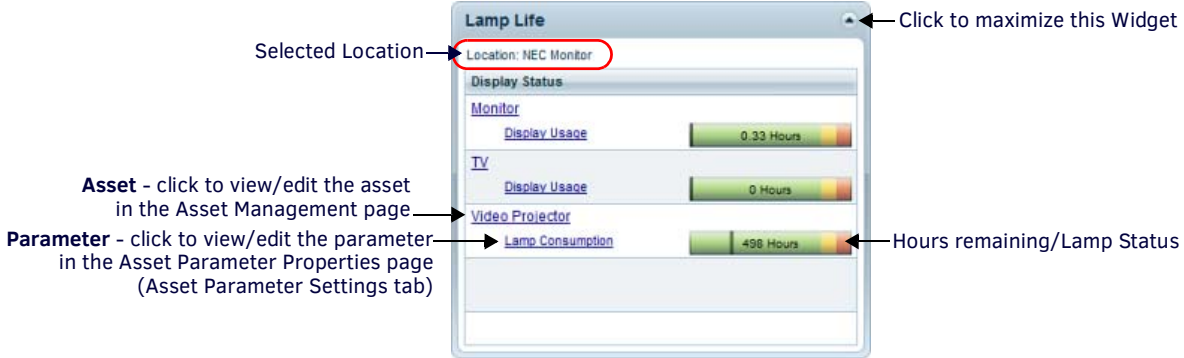 Lamp Life
Click to maximize this Widget
Selected Location
Location: NEC Monitor
Display Status
Monitor
Display Usage
0.33 Hours
TV
Display Usage
0 Hours
Asset - click to view/edit the asset
in the Asset Management page
Video Projector
Parameter - click to view/edit the parameter
in the Asset Parameter Properties page
(Asset Parameter Settings tab)
Lamp Consumption
498 Hours
Hours remaining/Lamp Status